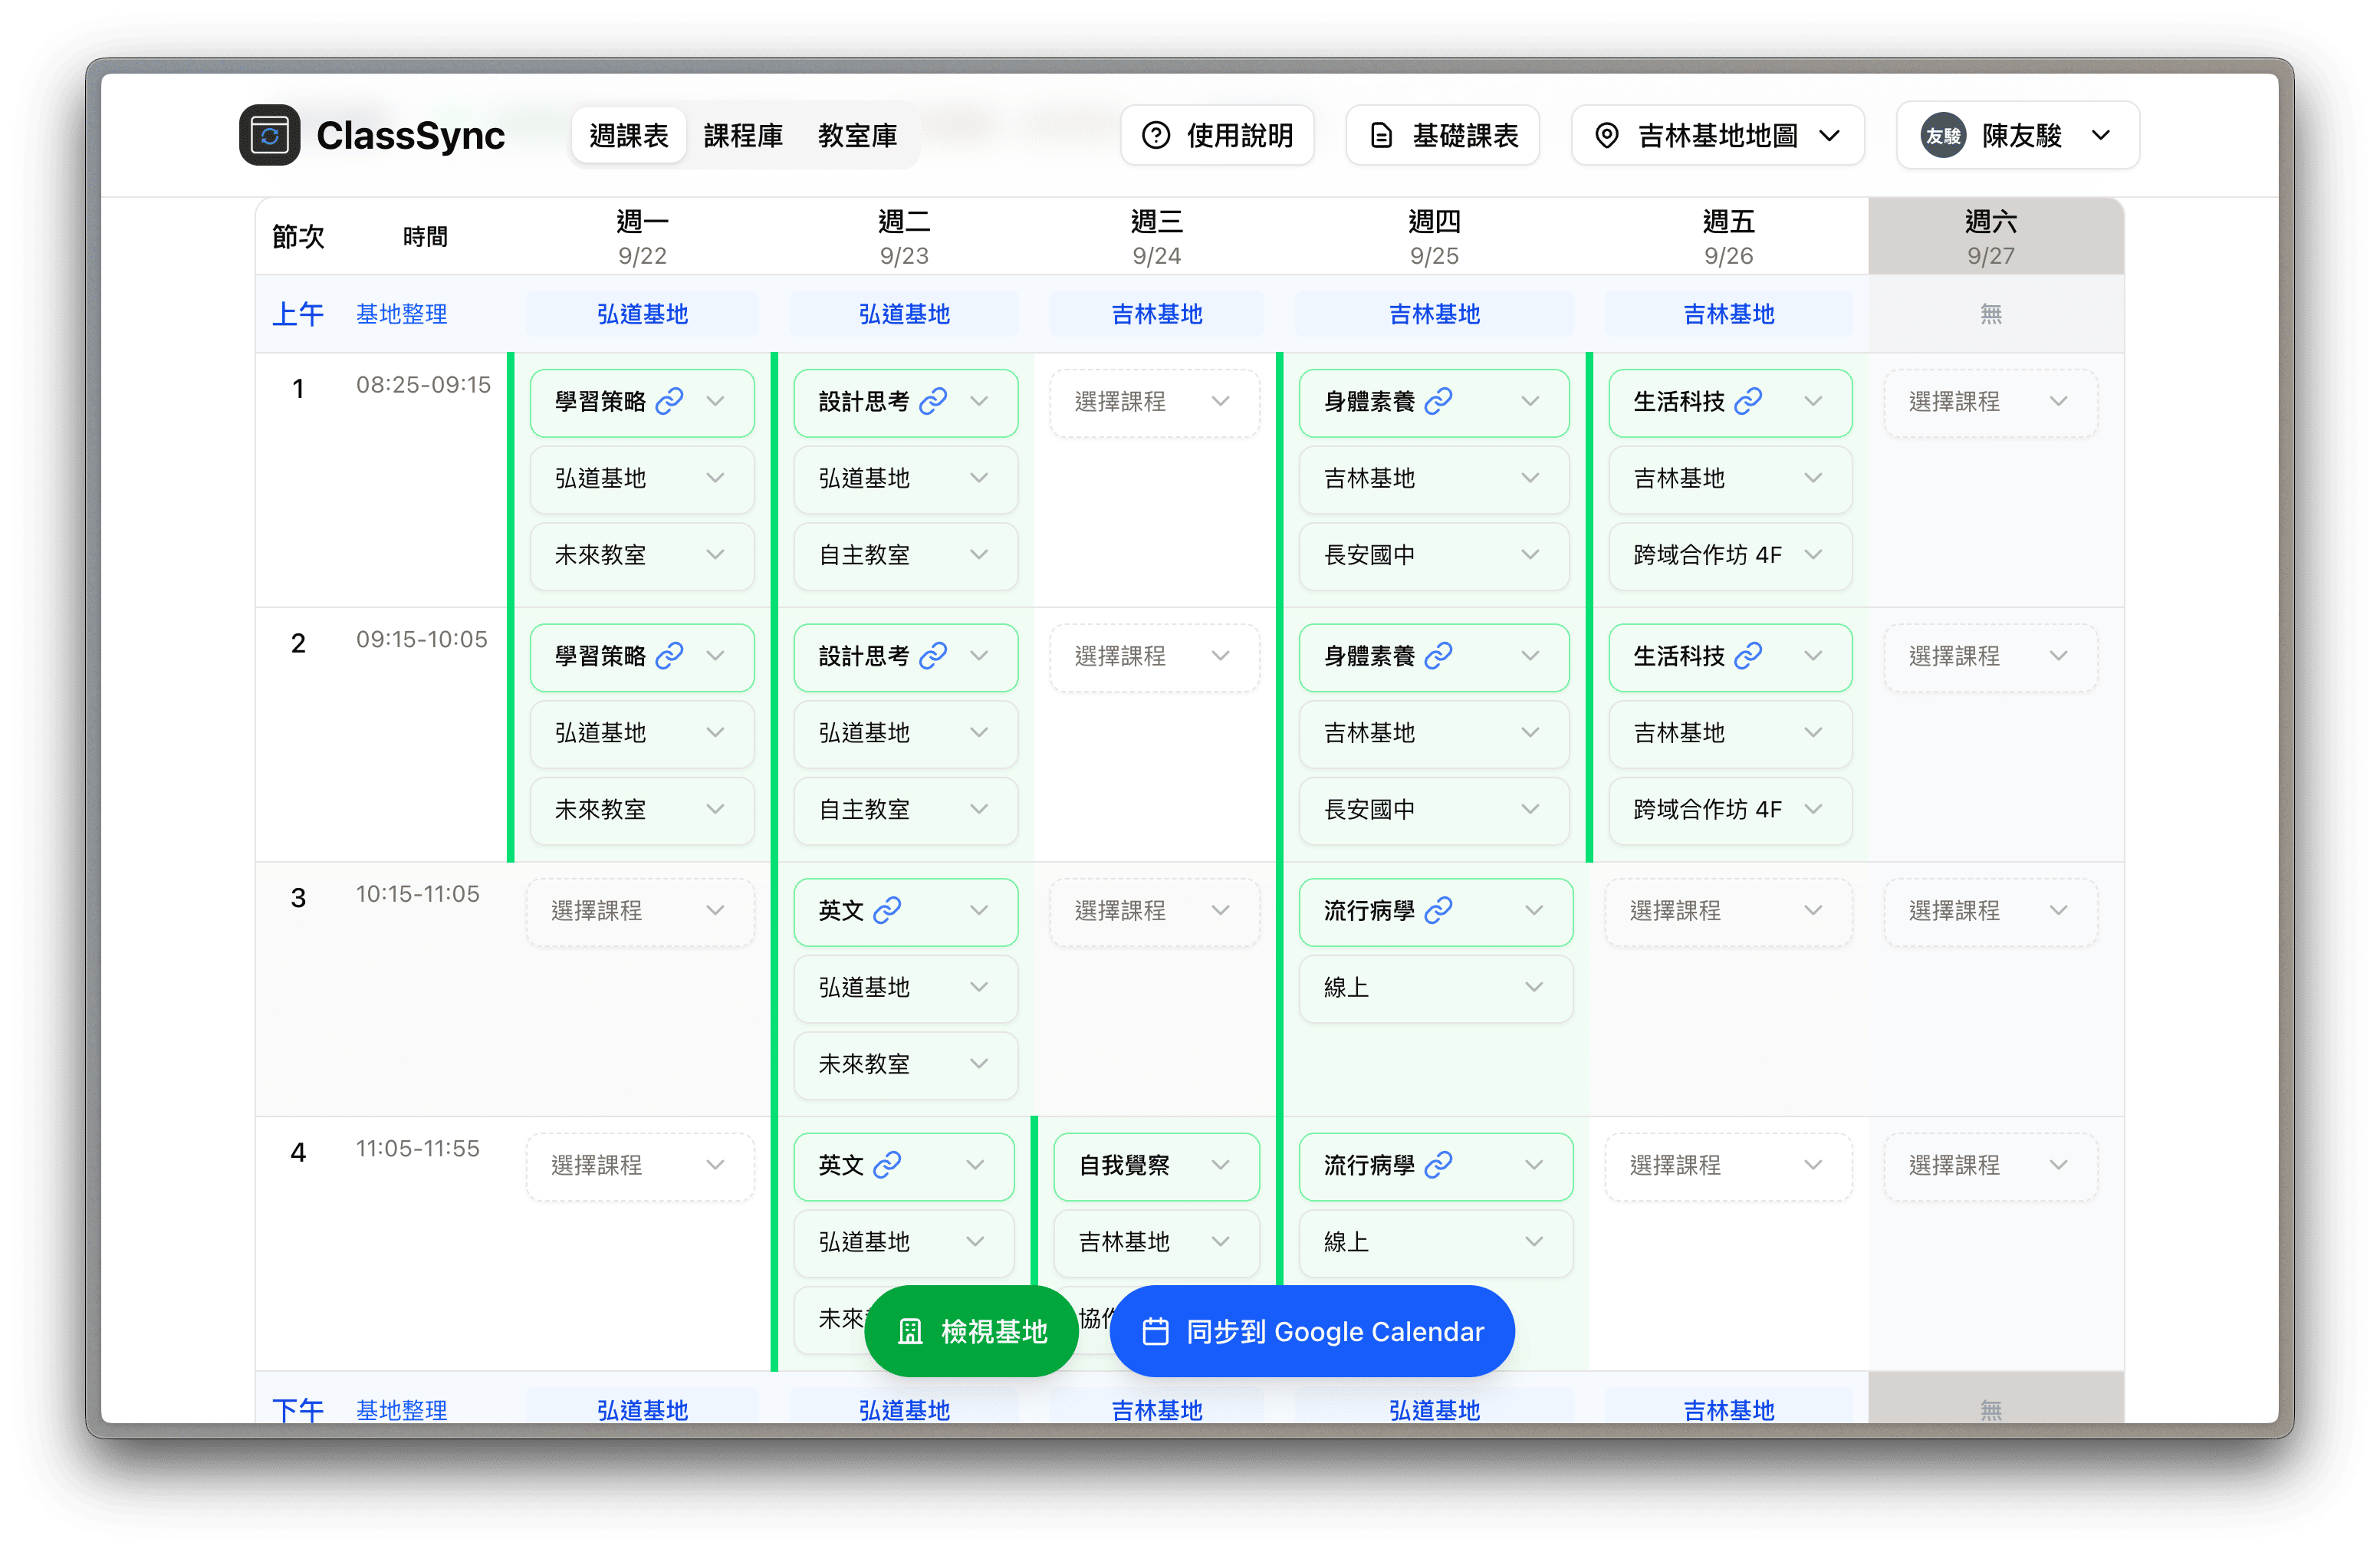 ClassSync 週課表 課程庫 教室庫 使用說明 基礎課表 吉林基地地圖 友駿 陳友駿
節次 時間 週一 週二 週三 週四 週五 週六
9/22 9/23 9/24 9/25 9/26 9/27
上午 基地整理 弘道基地 弘道基地 吉林基地 吉林基地 吉林基地 無
1 08:25-09:15 學習策略 設計思考 選擇課程 身體素養 生活科技 選擇課程
弘道基地 弘道基地 吉林基地 吉林基地
未來教室 自主教室 長安國中 跨域合作坊 4F
2 09:15-10:05 學習策略 設計思考 選擇課程 身體素養 生活科技 選擇課程
弘道基地 弘道基地 吉林基地 吉林基地
未來教室 自主教室 長安國中 跨域合作坊 4F
3 10:15-11:05 選擇課程 英文 選擇課程 流行病學 選擇課程 選擇課程
弘道基地 線上
未來教室
4 11:05-11:55 選擇課程 英文 自我覺察 流行病學 選擇課程 選擇課程
弘道基地 吉林基地 線上
未來 協作
檢視基地 同步到 Google Calendar
下午 基地整理 弘道基地 弘道基地 吉林基地 弘道基地 吉林基地 無